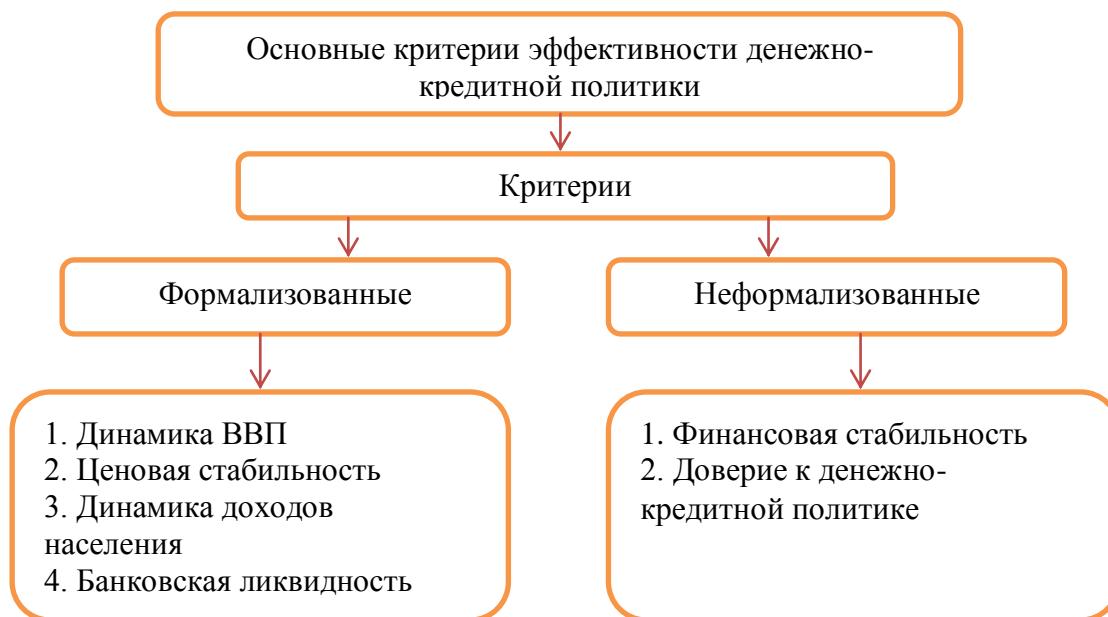 Основные критерии эффективности денежно-
кредитной политики
Критерии
Формализованные
Неформализованные
1. Динамика ВВП
2. Ценовая стабильность
3. Динамика доходов
населения
4. Банковская ликвидность
1. Финансовая стабильность
2. Доверие к денежно-
кредитной политике